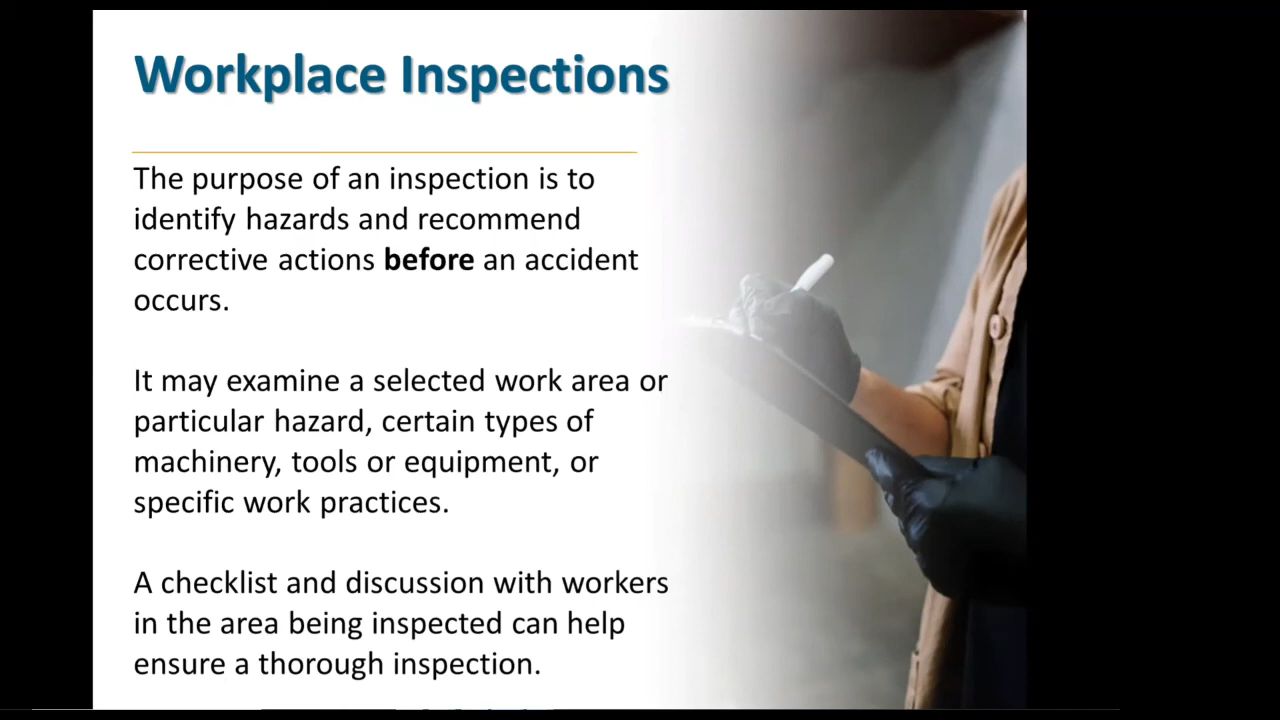 Workplace Inspections
The purpose of an inspection is to
identify hazards and recommend
corrective actions before an accident
occurs.
It may examine a selected work area or
particular hazard, certain types of
machinery, tools or equipment, or
specific work practices.
A checklist and discussion with workers
in the area being inspected can help
ensure a thorough inspection.